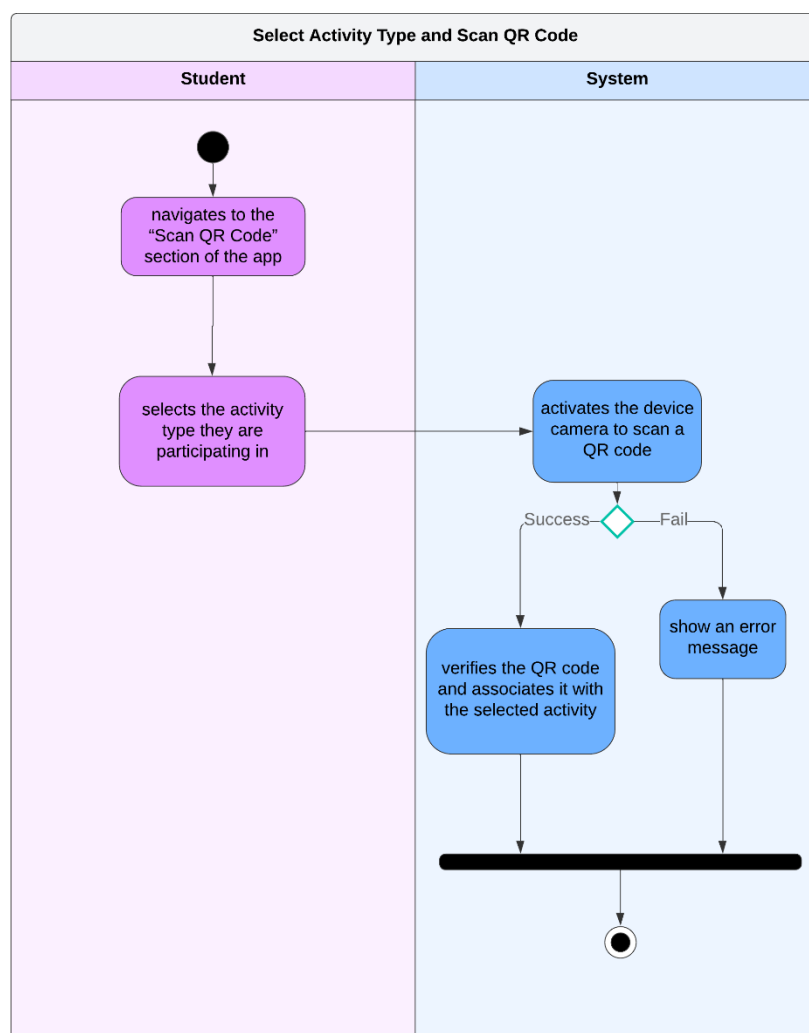 Select Activity Type and Scan QR Code
Student
System
navigates to the
“Scan QR Code”
section of the app
selects the activity
type they are
participating in
activates the device
camera to scan a
QR code
Success
Fail
show an error
message
verifies the QR code
and associates it with
the selected activity